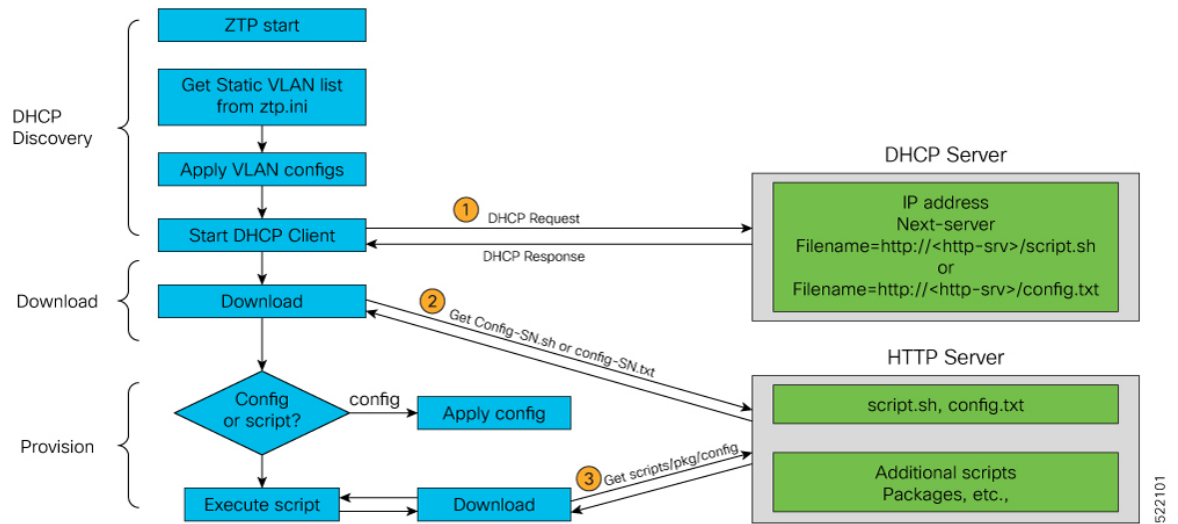 ZTP start
Get Static VLAN list
from ztp.ini
DHCP
Discovery
Apply VLAN configs
Start DHCP Client
1
DHCP Request
DHCP Response
DHCP Server
IP address
Next-server
Filename=http://<http-srv>/script.sh
or
Filename=http://<http-srv>/config.txt
Download
Download
2
Get Config-SN.sh or config-SN.txt
HTTP Server
script.sh, config.txt
Additional scripts
Packages, etc.,
Provision
Config
or script?
config
Apply config
Execute script
Download
3
Get scripts/pkg/config
522101